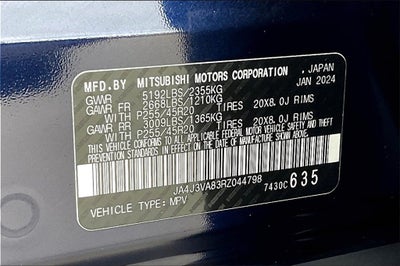 MFD.BY MITSUBISHI MOTORS CORPORATION , JAPAN
JAN 2024
GWWR 5192LBS/2355KG
GAWR FR 2668LBS/1210KG TIRES 20X8.0J RIMS
WITH P255/45R20
GAWR RR 3009LBS/1365KG TIRES 20X8.0J RIMS
WITH P255/45R20
THIS VEHICLE CONFORMS TO ALL APPLICABLE
FEDERAL MOTOR VEHICLE SAFETY AND THEFT
PREVENTION STANDARDS IN EFFECT ON THE DATE
OF MANUFACTURE SHOWN ABOVE.
JA4J3VA83RZ044798
VEHICLE TYPE: MPV 7430C635